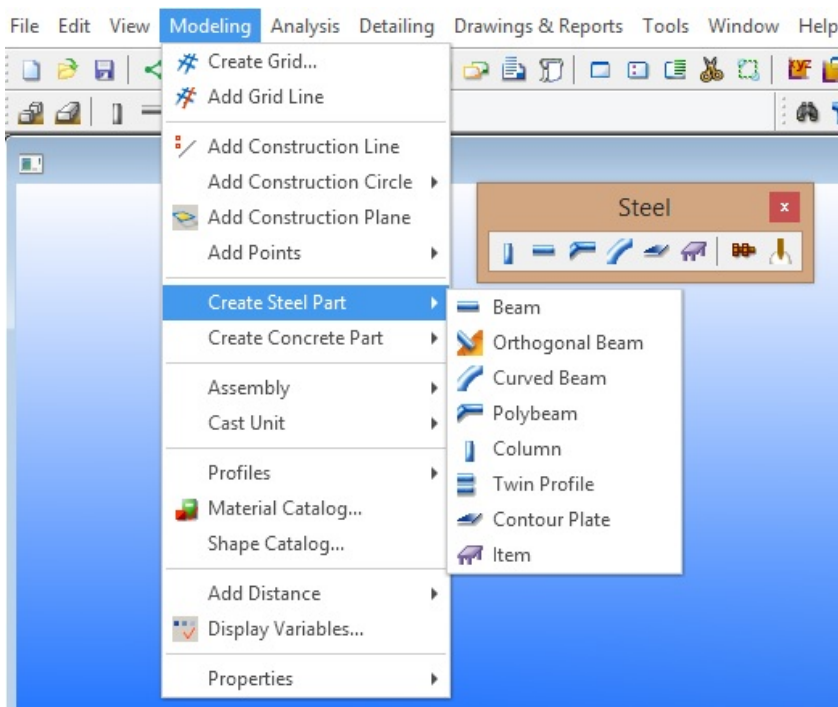 File Edit View Modeling Analysis Detailing Drawings & Reports Tools Window Help
Create Grid...
Add Grid Line
Add Construction Line
Add Construction Circle
Add Construction Plane
Add Points
Create Steel Part
Create Concrete Part
Assembly
Cast Unit
Profiles
Material Catalog...
Shape Catalog...
Add Distance
Display Variables...
Properties
Steel
x
Beam
Orthogonal Beam
Curved Beam
Polybeam
Column
Twin Profile
Contour Plate
Item